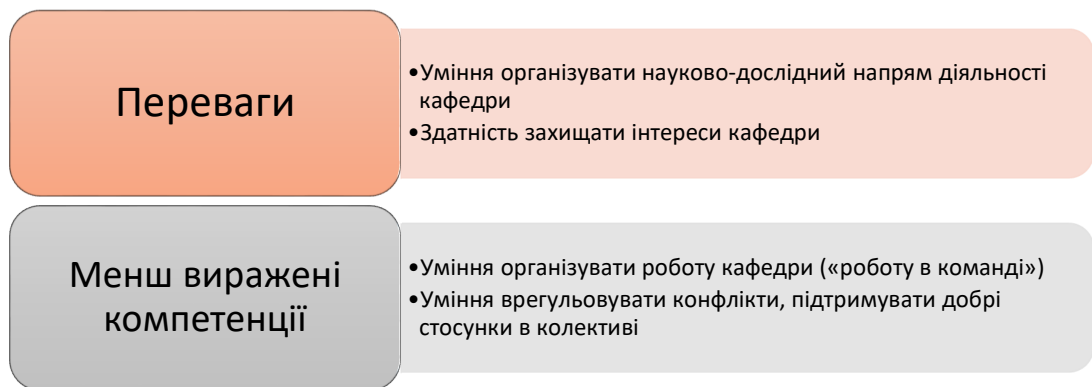 Переваги
•Уміння організувати науково-дослідний напрям діяльності
кафедри
•Здатність захищати інтереси кафедри
Менш виражені
компетенції
•Уміння організувати роботу кафедри («роботу в команді»)
•Уміння врегульовувати конфлікти, підтримувати добрі
стосунки в колективі